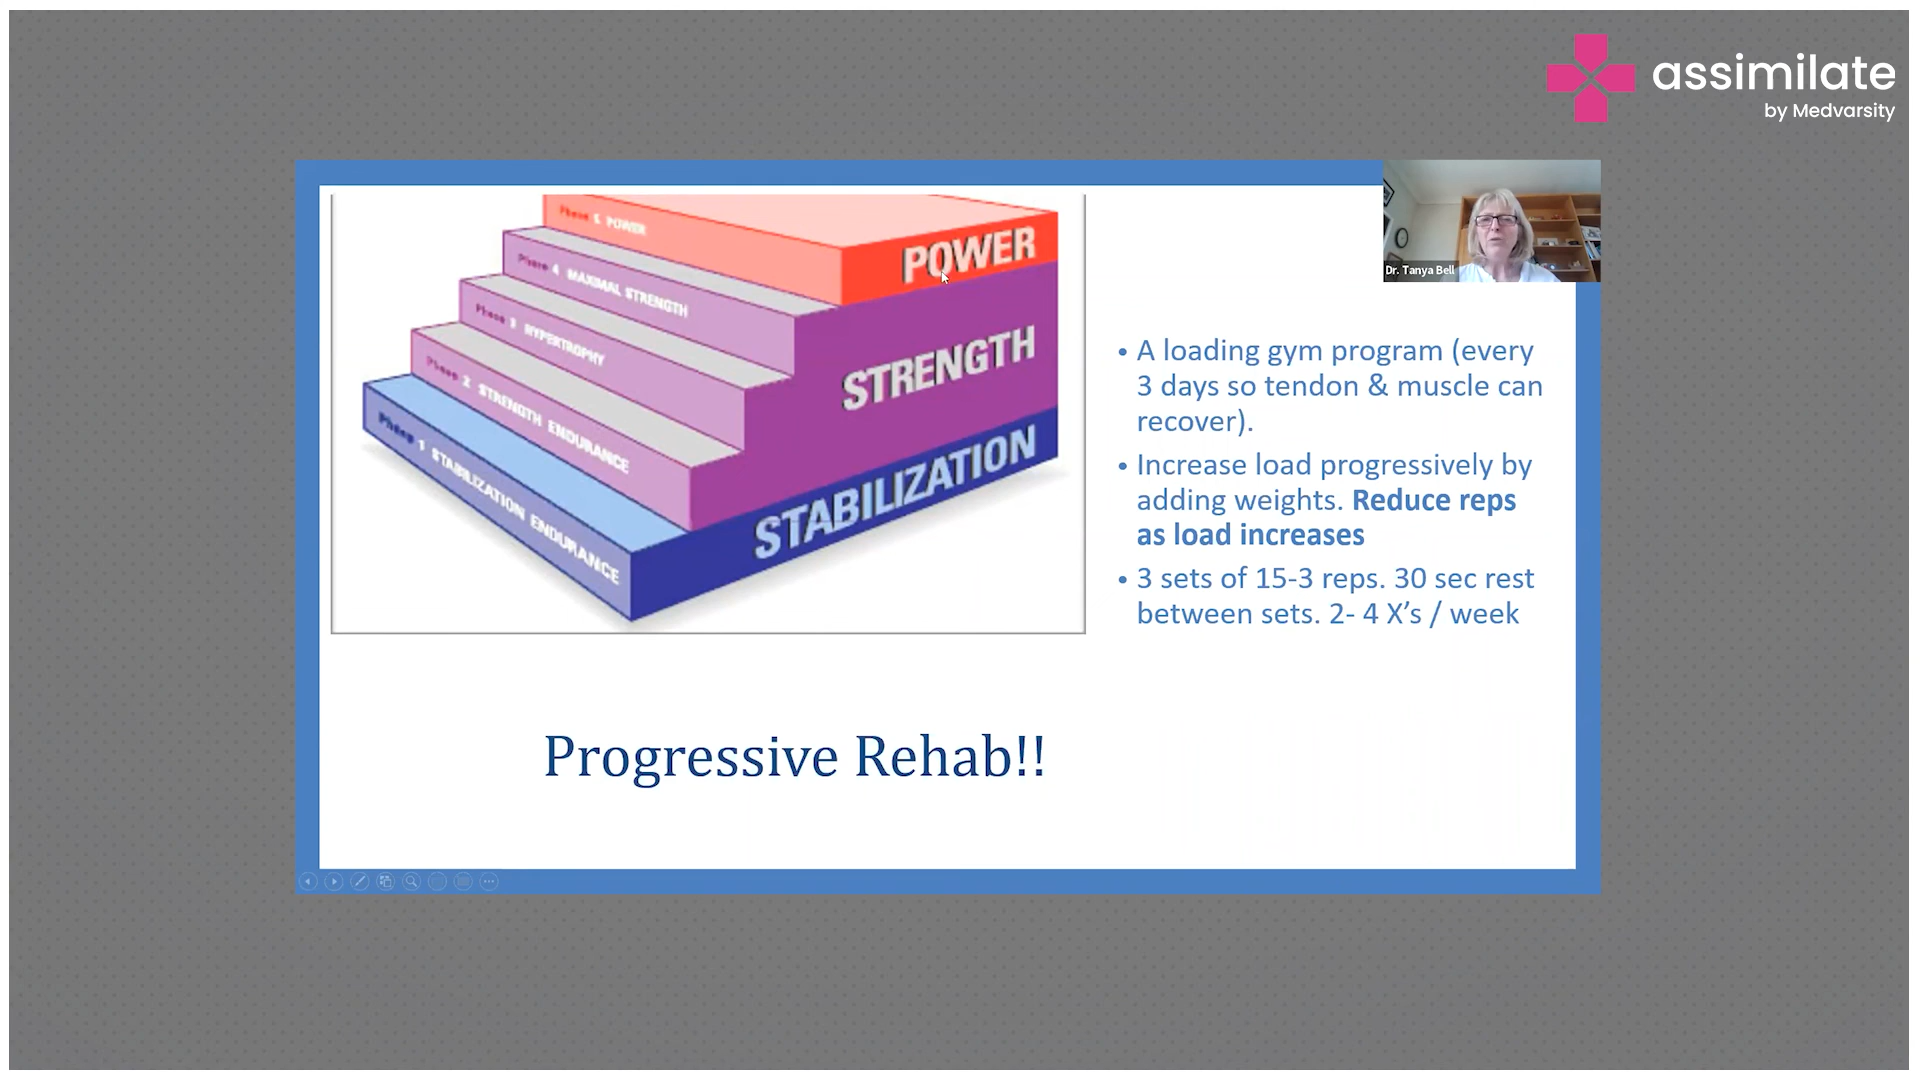 assimilate
by Medvarsity
Dr. Tanya Bell
Phase 5 POWER
Phase 4 MAXIMAL STRENGTH
Phase 3 HYPERTROPHY
Phase 2 STRENGTH ENDURANCE
Phase 1 STABILIZATION ENDURANCE
POWER
STRENGTH
STABILIZATION
• A loading gym program (every
3 days so tendon & muscle can
recover).
• Increase load progressively by
adding weights. Reduce reps
as load increases
• 3 sets of 15-3 reps. 30 sec rest
between sets. 2- 4 X’s / week
Progressive Rehab!!